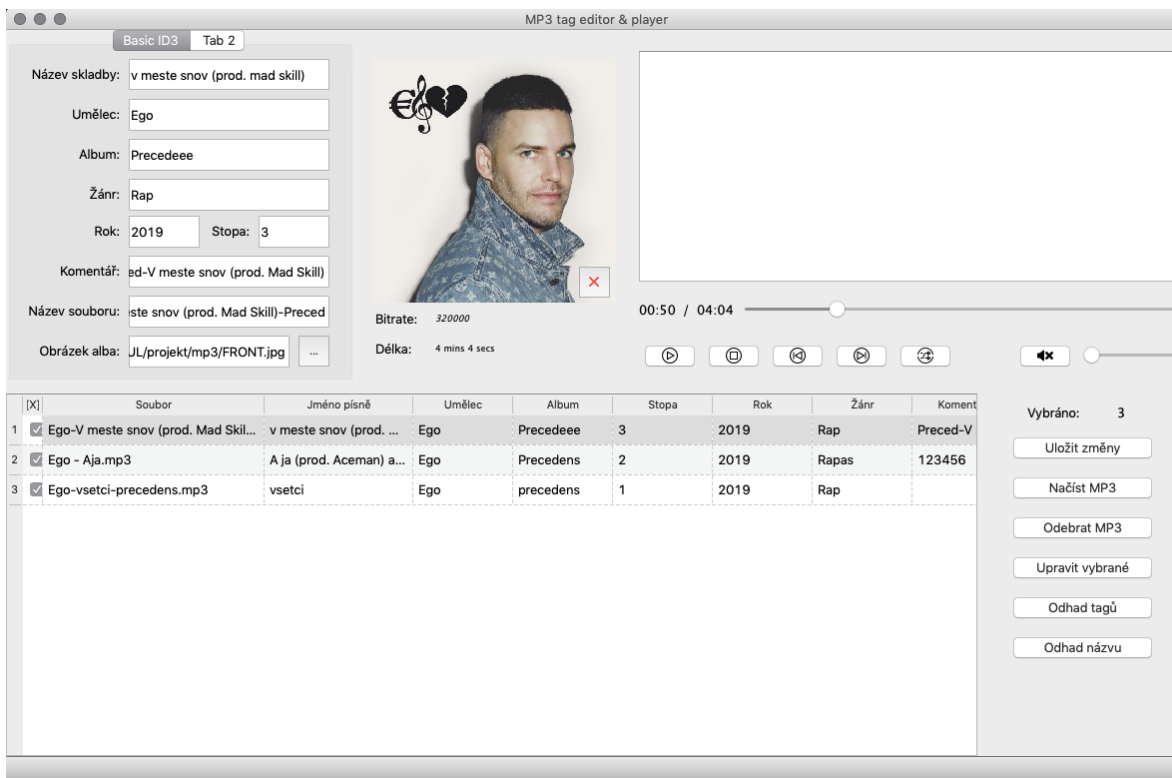 MP3 tag editor & player
Basic ID3 Tab 2
Název skladby: v meste snov (prod. mad skill)
Umělec: Ego
Album: Precedeee
Žánr: Rap
Rok: 2019 Stopa: 3
Komentář: ed-V meste snov (prod. Mad Skill)
Název souboru: ste snov (prod. Mad Skill)-Preced
Obrázek alba: JL/projekt/mp3/FRONT.jpg ...
Bitrate: 320000
Délka: 4 mins 4 secs
00:50 / 04:04
[X] Soubor Jméno písně Umělec Album Stopa Rok Žánr Koment
1 Ego-V meste snov (prod. Mad Skil... v meste snov (prod. ... Ego Precedeee 3 2019 Rap Preced-V
2 Ego - Aja.mp3 A ja (prod. Aceman) a... Ego Precedens 2 2019 Rapas 123456
3 Ego-vsetci-precedens.mp3 vsetci Ego precedens 1 2019 Rap
Vybráno: 3
Uložit změny
Načíst MP3
Odebrat MP3
Upravit vybrané
Odhad tagů
Odhad názvu